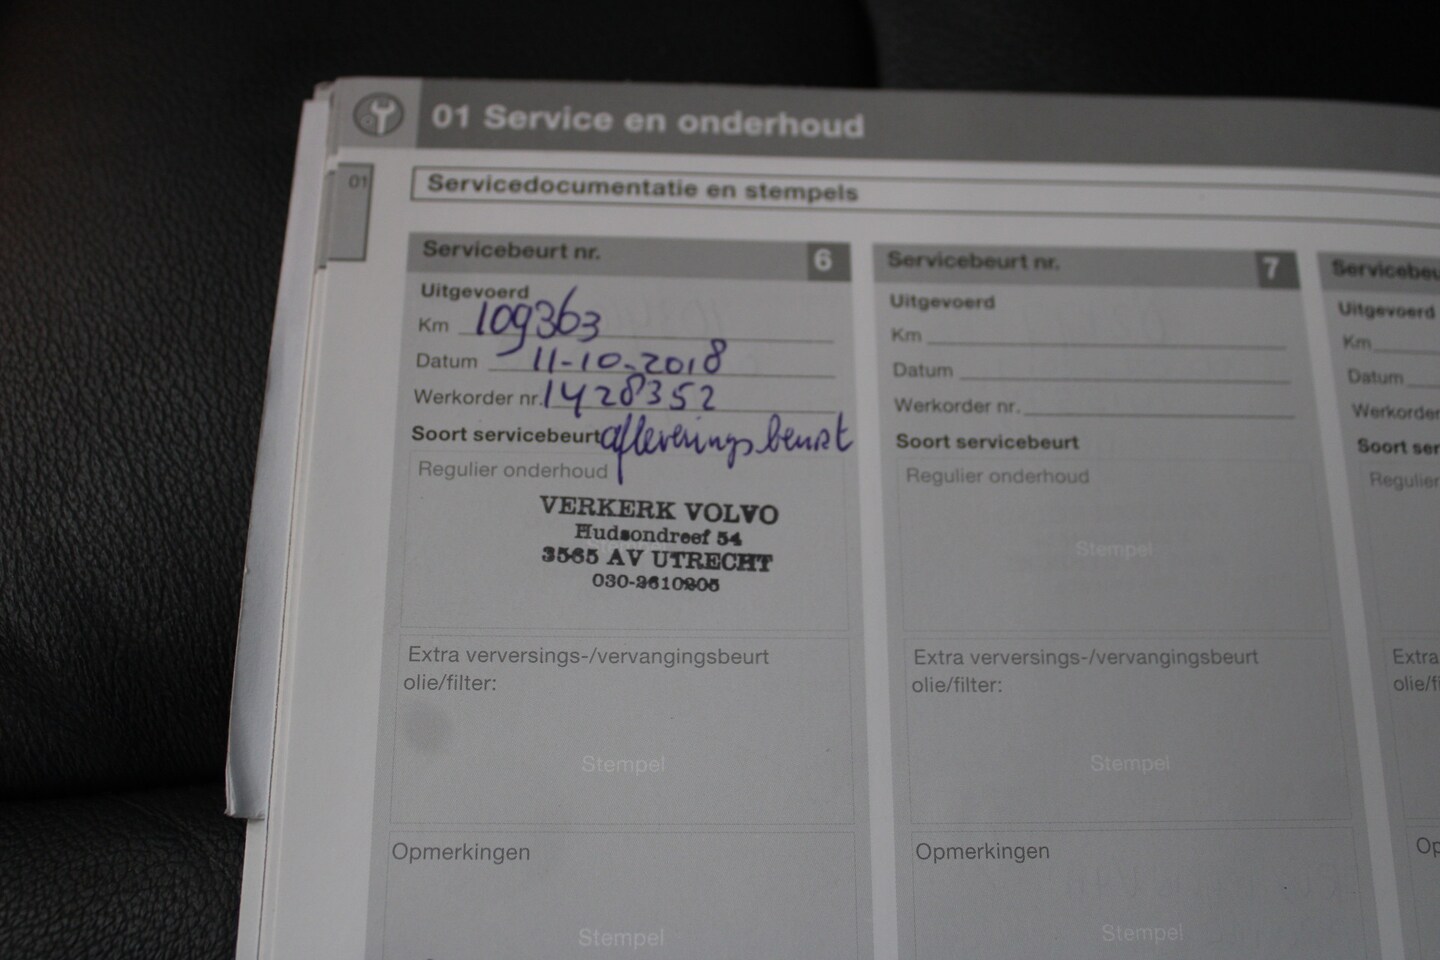 01 Service en onderhoud
01
Servicedocumentatie en stempels
Servicebeurt nr. 6
Uitgevoerd
Km 109363
Datum 11-10-2018
Werkorder nr. 1428352
Soort servicebeurt afleverings beurt
Regulier onderhoud
VERKERK VOLVO
Hudsondreef 54
3565 AV UTRECHT
030-2610805
Extra verversings-/vervangingsbeurt
olie/filter:
Stempel
Opmerkingen
Stempel
Servicebeurt nr. 7
Uitgevoerd
Km
Datum
Werkorder nr.
Soort servicebeurt
Regulier onderhoud
Stempel
Extra verversings-/vervangingsbeurt
olie/filter:
Stempel
Opmerkingen
Stempel
Servicebeu
Uitgevoerd
Km
Datum
Werkorder
Soort ser
Regulier
Extra
olie/f
Op